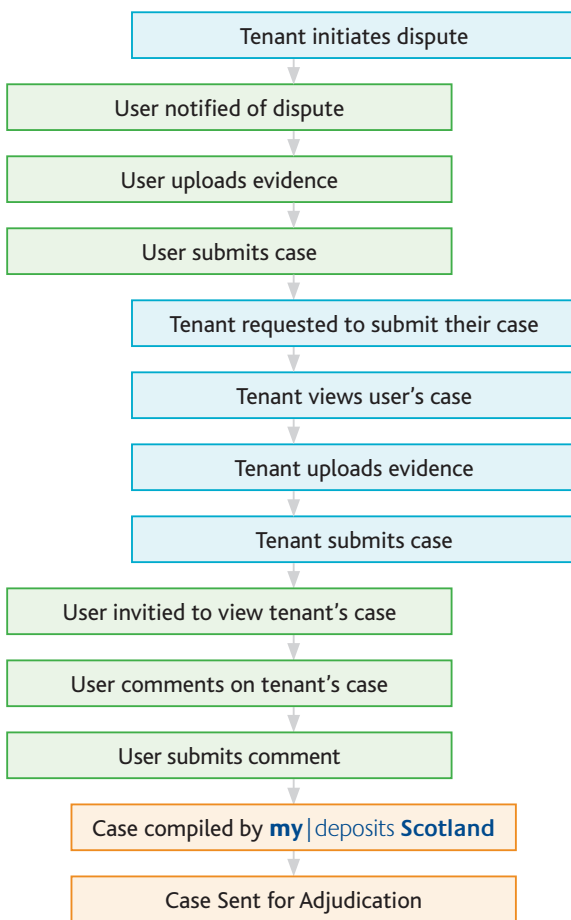 Tenant initiates dispute
User notified of dispute
User uploads evidence
User submits case
Tenant requested to submit their case
Tenant views user's case
Tenant uploads evidence
Tenant submits case
User invitied to view tenant's case
User comments on tenant's case
User submits comment
Case compiled by my|deposits Scotland
Case Sent for Adjudication